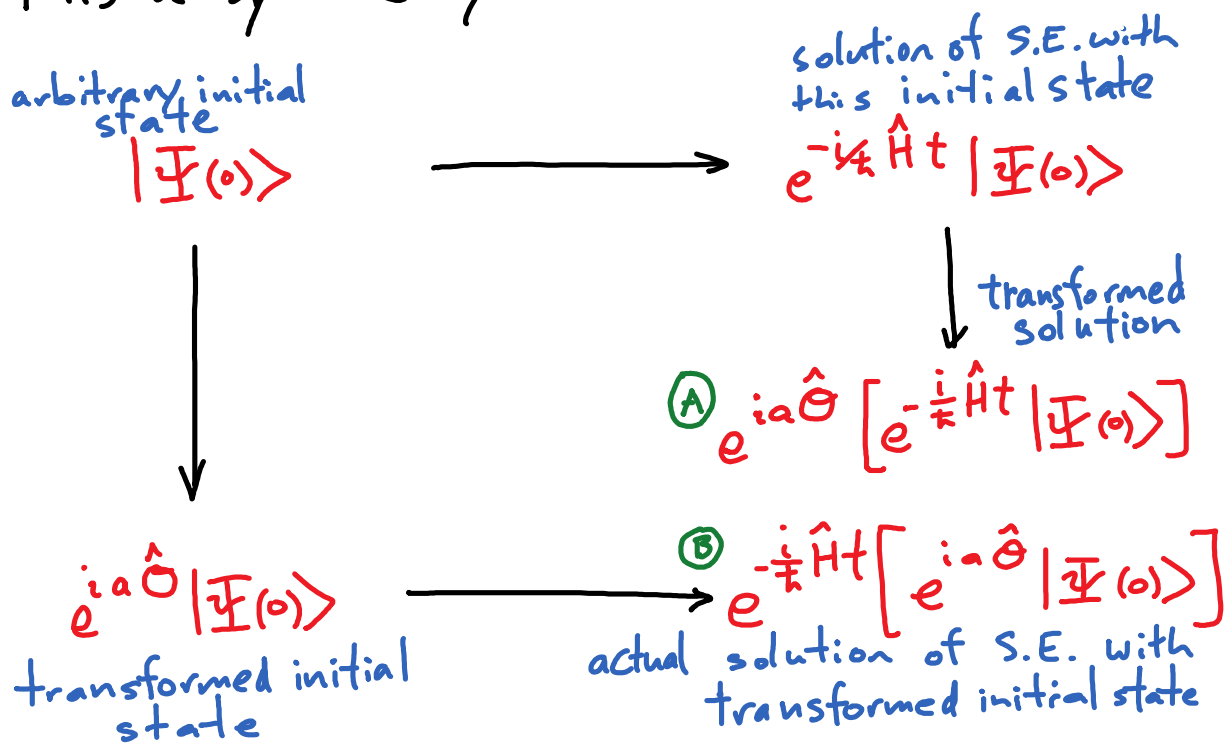 arbitrary initial
state
|Ψ(0)⟩
solution of S.E. with
this initial state
e^{-i/ħ Ĥt}|Ψ(0)⟩
transformed
solution
Ⓐ e^{iaÔ}[e^{-i/ħ Ĥt}|Ψ(0)⟩]
e^{iaÔ}|Ψ(0)⟩
transformed initial
state
Ⓑ e^{-i/ħ Ĥt}[e^{iaÔ}|Ψ(0)⟩]
actual solution of S.E. with
transformed initial state